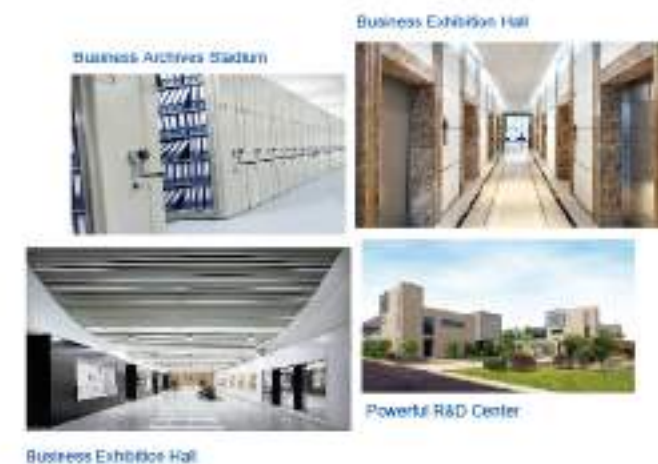 Business Exhibition Hall
Business Archives Stadium
Powerful R&D Center
Business Exhibition Hall